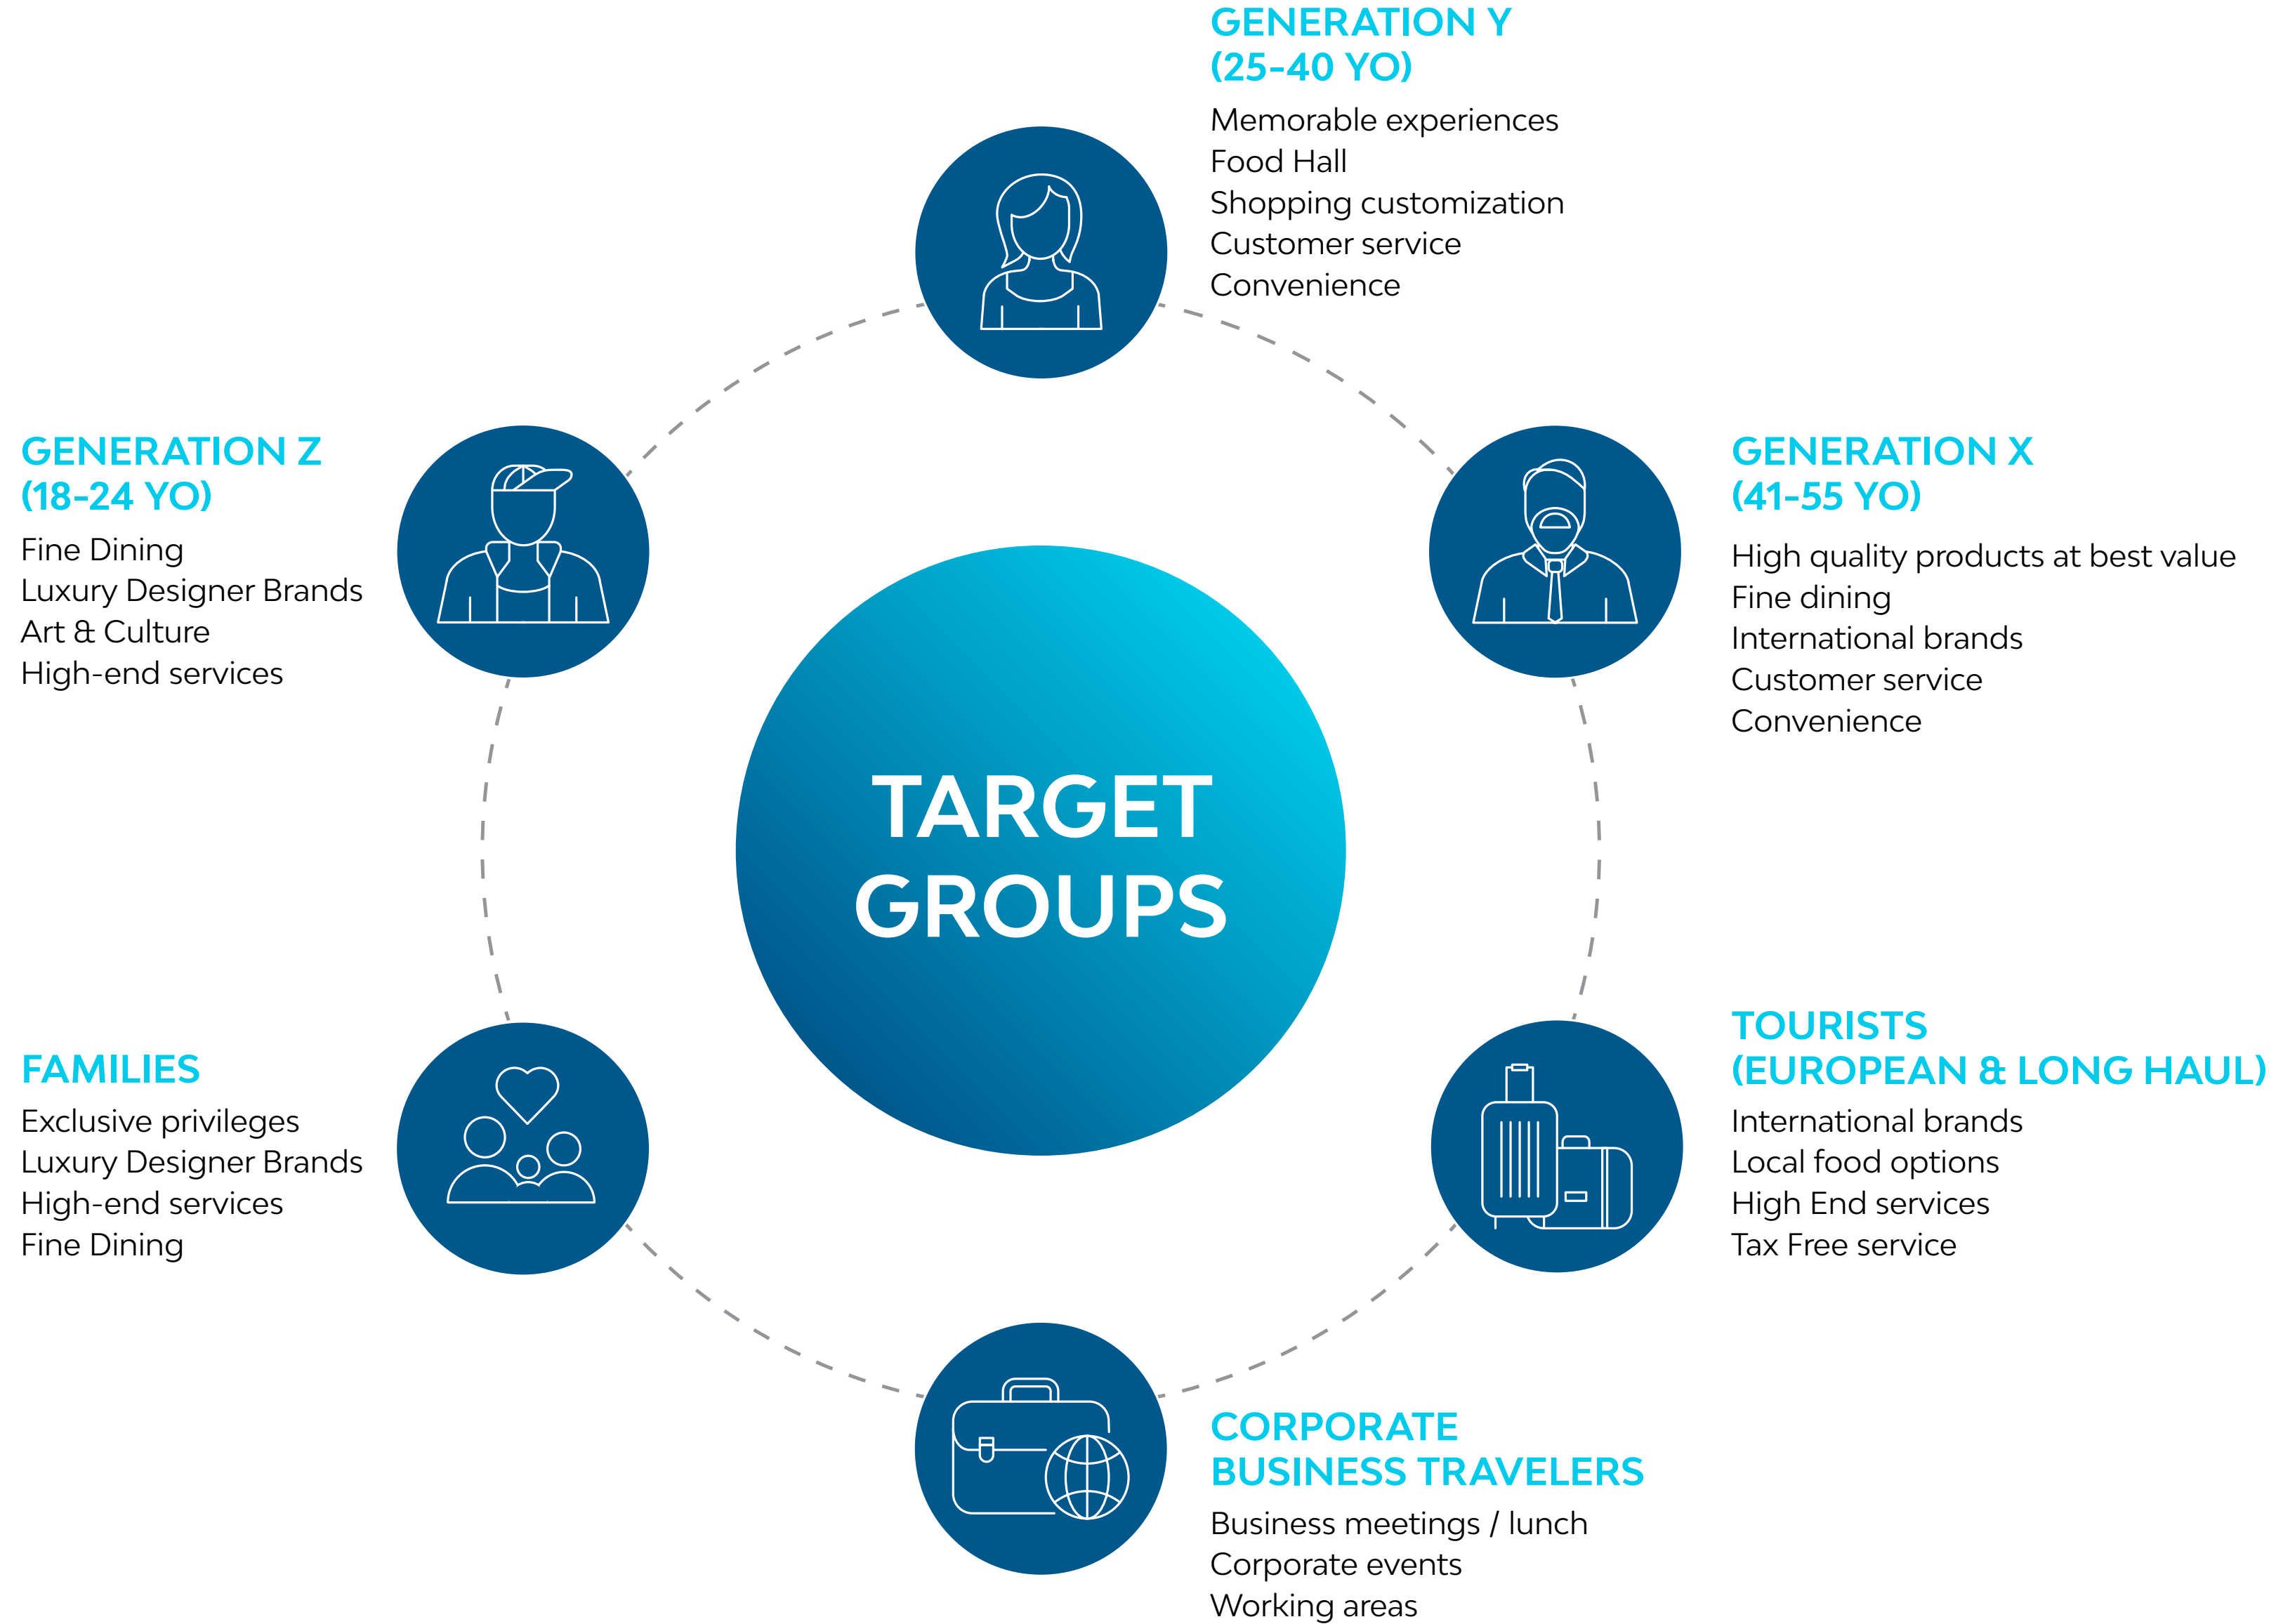 GENERATION Y
(25-40 YO)
Memorable experiences
Food Hall
Shopping customization
Customer service
Convenience
GENERATION Z
(18-24 YO)
Fine Dining
Luxury Designer Brands
Art & Culture
High-end services
GENERATION X
(41-55 YO)
High quality products at best value
Fine dining
International brands
Customer service
Convenience
TARGET
GROUPS
FAMILIES
Exclusive privileges
Luxury Designer Brands
High-end services
Fine Dining
TOURISTS
(EUROPEAN & LONG HAUL)
International brands
Local food options
High End services
Tax Free service
CORPORATE
BUSINESS TRAVELERS
Business meetings / lunch
Corporate events
Working areas